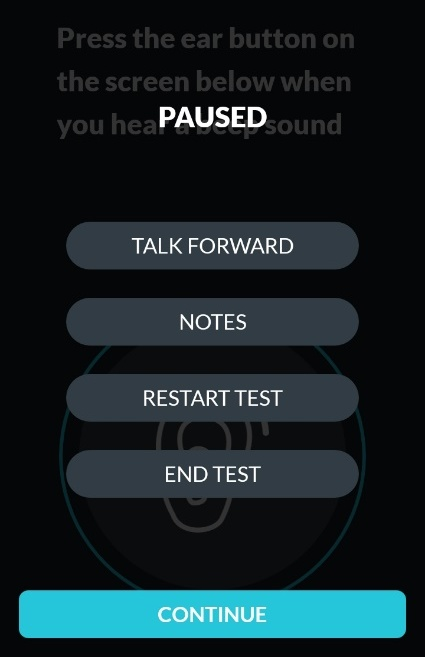 Press the ear button on
the screen below when
you hear a beep sound
PAUSED
TALK FORWARD
NOTES
RESTART TEST
END TEST
CONTINUE